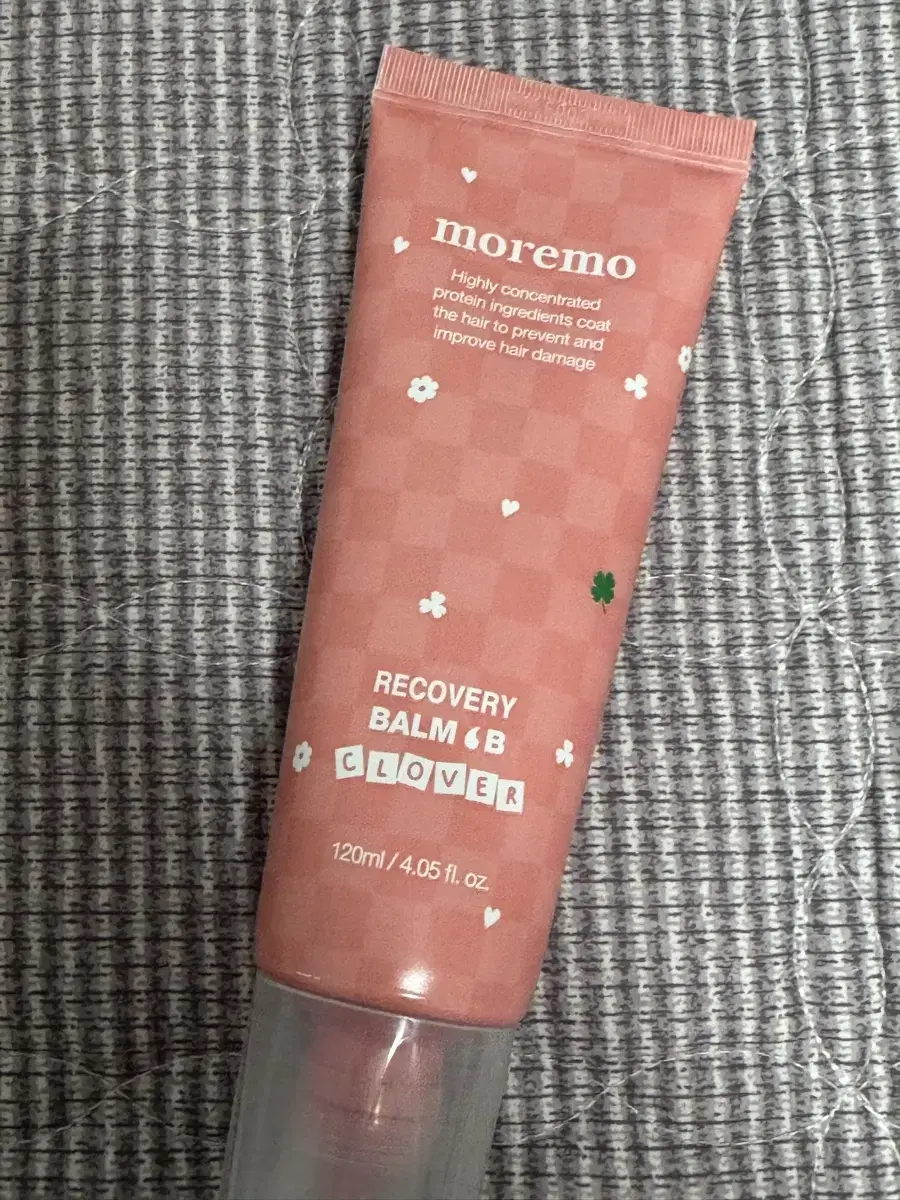 moremo
Highly concentrated
protein ingredients coat
the hair to prevent and
improve hair damage
RECOVERY
BALM B
CLOVER
120ml / 4.05 fl. oz.